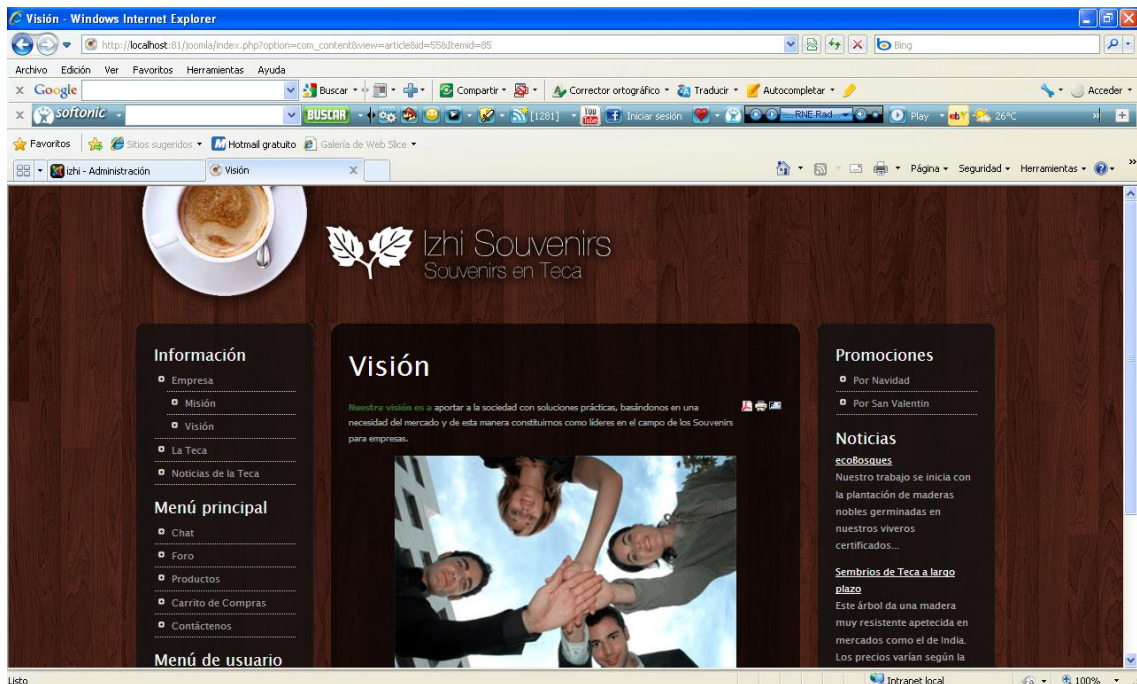 Visión - Windows Internet Explorer
http://localhost:81/joomla/index.php?option=com_content&view=article&id=55&Itemid=85
Bing
Archivo Edición Ver Favoritos Herramientas Ayuda
x Google Buscar Compartir Corrector ortográfico Traducir Autocompletar Acceder
x softonic BUSCAR [1281] You Tube Iniciar sesión ....RNE Rad... Play ebY 26°C »
Favoritos Sitios sugeridos Hotmail gratuito Galería de Web Slice
izhi - Administración Visión X Página Seguridad Herramientas »
Izhi Souvenirs
Souvenirs en Teca
Información
Empresa
Misión
Visión
La Teca
Noticias de la Teca
Menú principal
Chat
Foro
Productos
Carrito de Compras
Contáctenos
Menú de usuario
Visión
Nuestra visión es a aportar a la sociedad con soluciones prácticas, basándonos en una
necesidad del mercado y de esta manera constituirnos como líderes en el campo de los Souvenirs
para empresas.
Promociones
Por Navidad
Por San Valentin
Noticias
ecoBosques
Nuestro trabajo se inicia con
la plantación de maderas
nobles germinadas en
nuestros viveros
certificados...
Sembrios de Teca a largo
plazo
Este árbol da una madera
muy resistente apetecida en
mercados como el de India.
Los precios varían según la
Listo Intranet local 100%